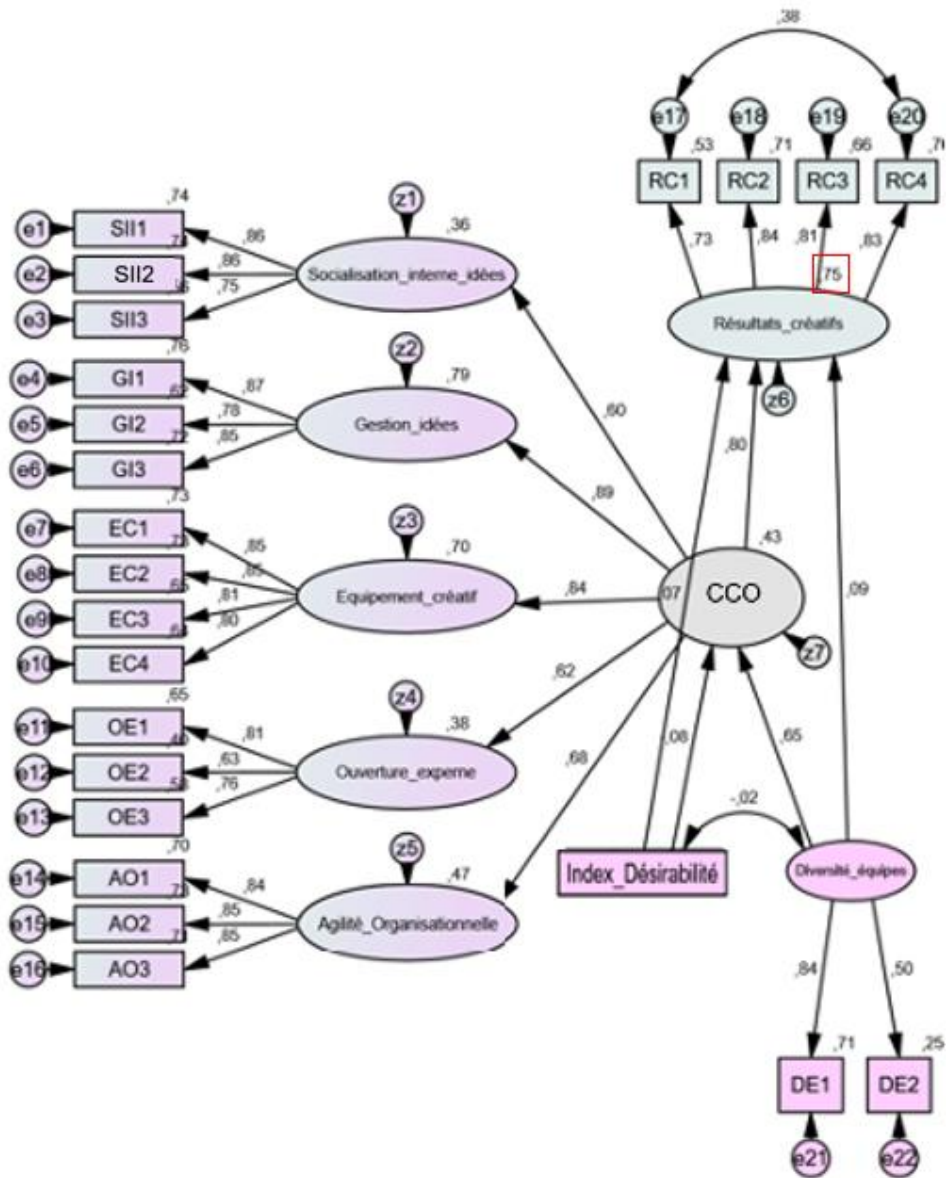 ,38
e17 e18 e19 e20
,53 ,71 ,66
RC1 RC2 RC3 RC4
,73 ,84 ,81 ,83
,75
Résultats_créatifs
z6
,74
e1 SII1
,86
z1
,36
Socialisation_interne_idées
e2 SII2
,86
e3 SII3
,75
,76
e4 GI1
,87
z2
,79
Gestion_idées
e5 GI2
,78
e6 GI3
,85
,73
e7 EC1
,85
z3
,70
Equipement_créatif
e8 EC2
,85
e9 EC3
,81
e10 EC4
,80
,65
e11 OE1
,81
z4
,38
Ouverture_experne
e12 OE2
,63
e13 OE3
,76
,70
e14 AO1
,84
z5
,47
Agilité_Organisationnelle
e15 AO2
,85
e16 AO3
,85
,60
,89
,84
,62
,68
,80
,43
CCO
z7
,07
,08
,65
,09
-,02
Index_Désirabilité
Diversité_équipes
,84 ,50
,71 ,25
DE1 DE2
e21 e22